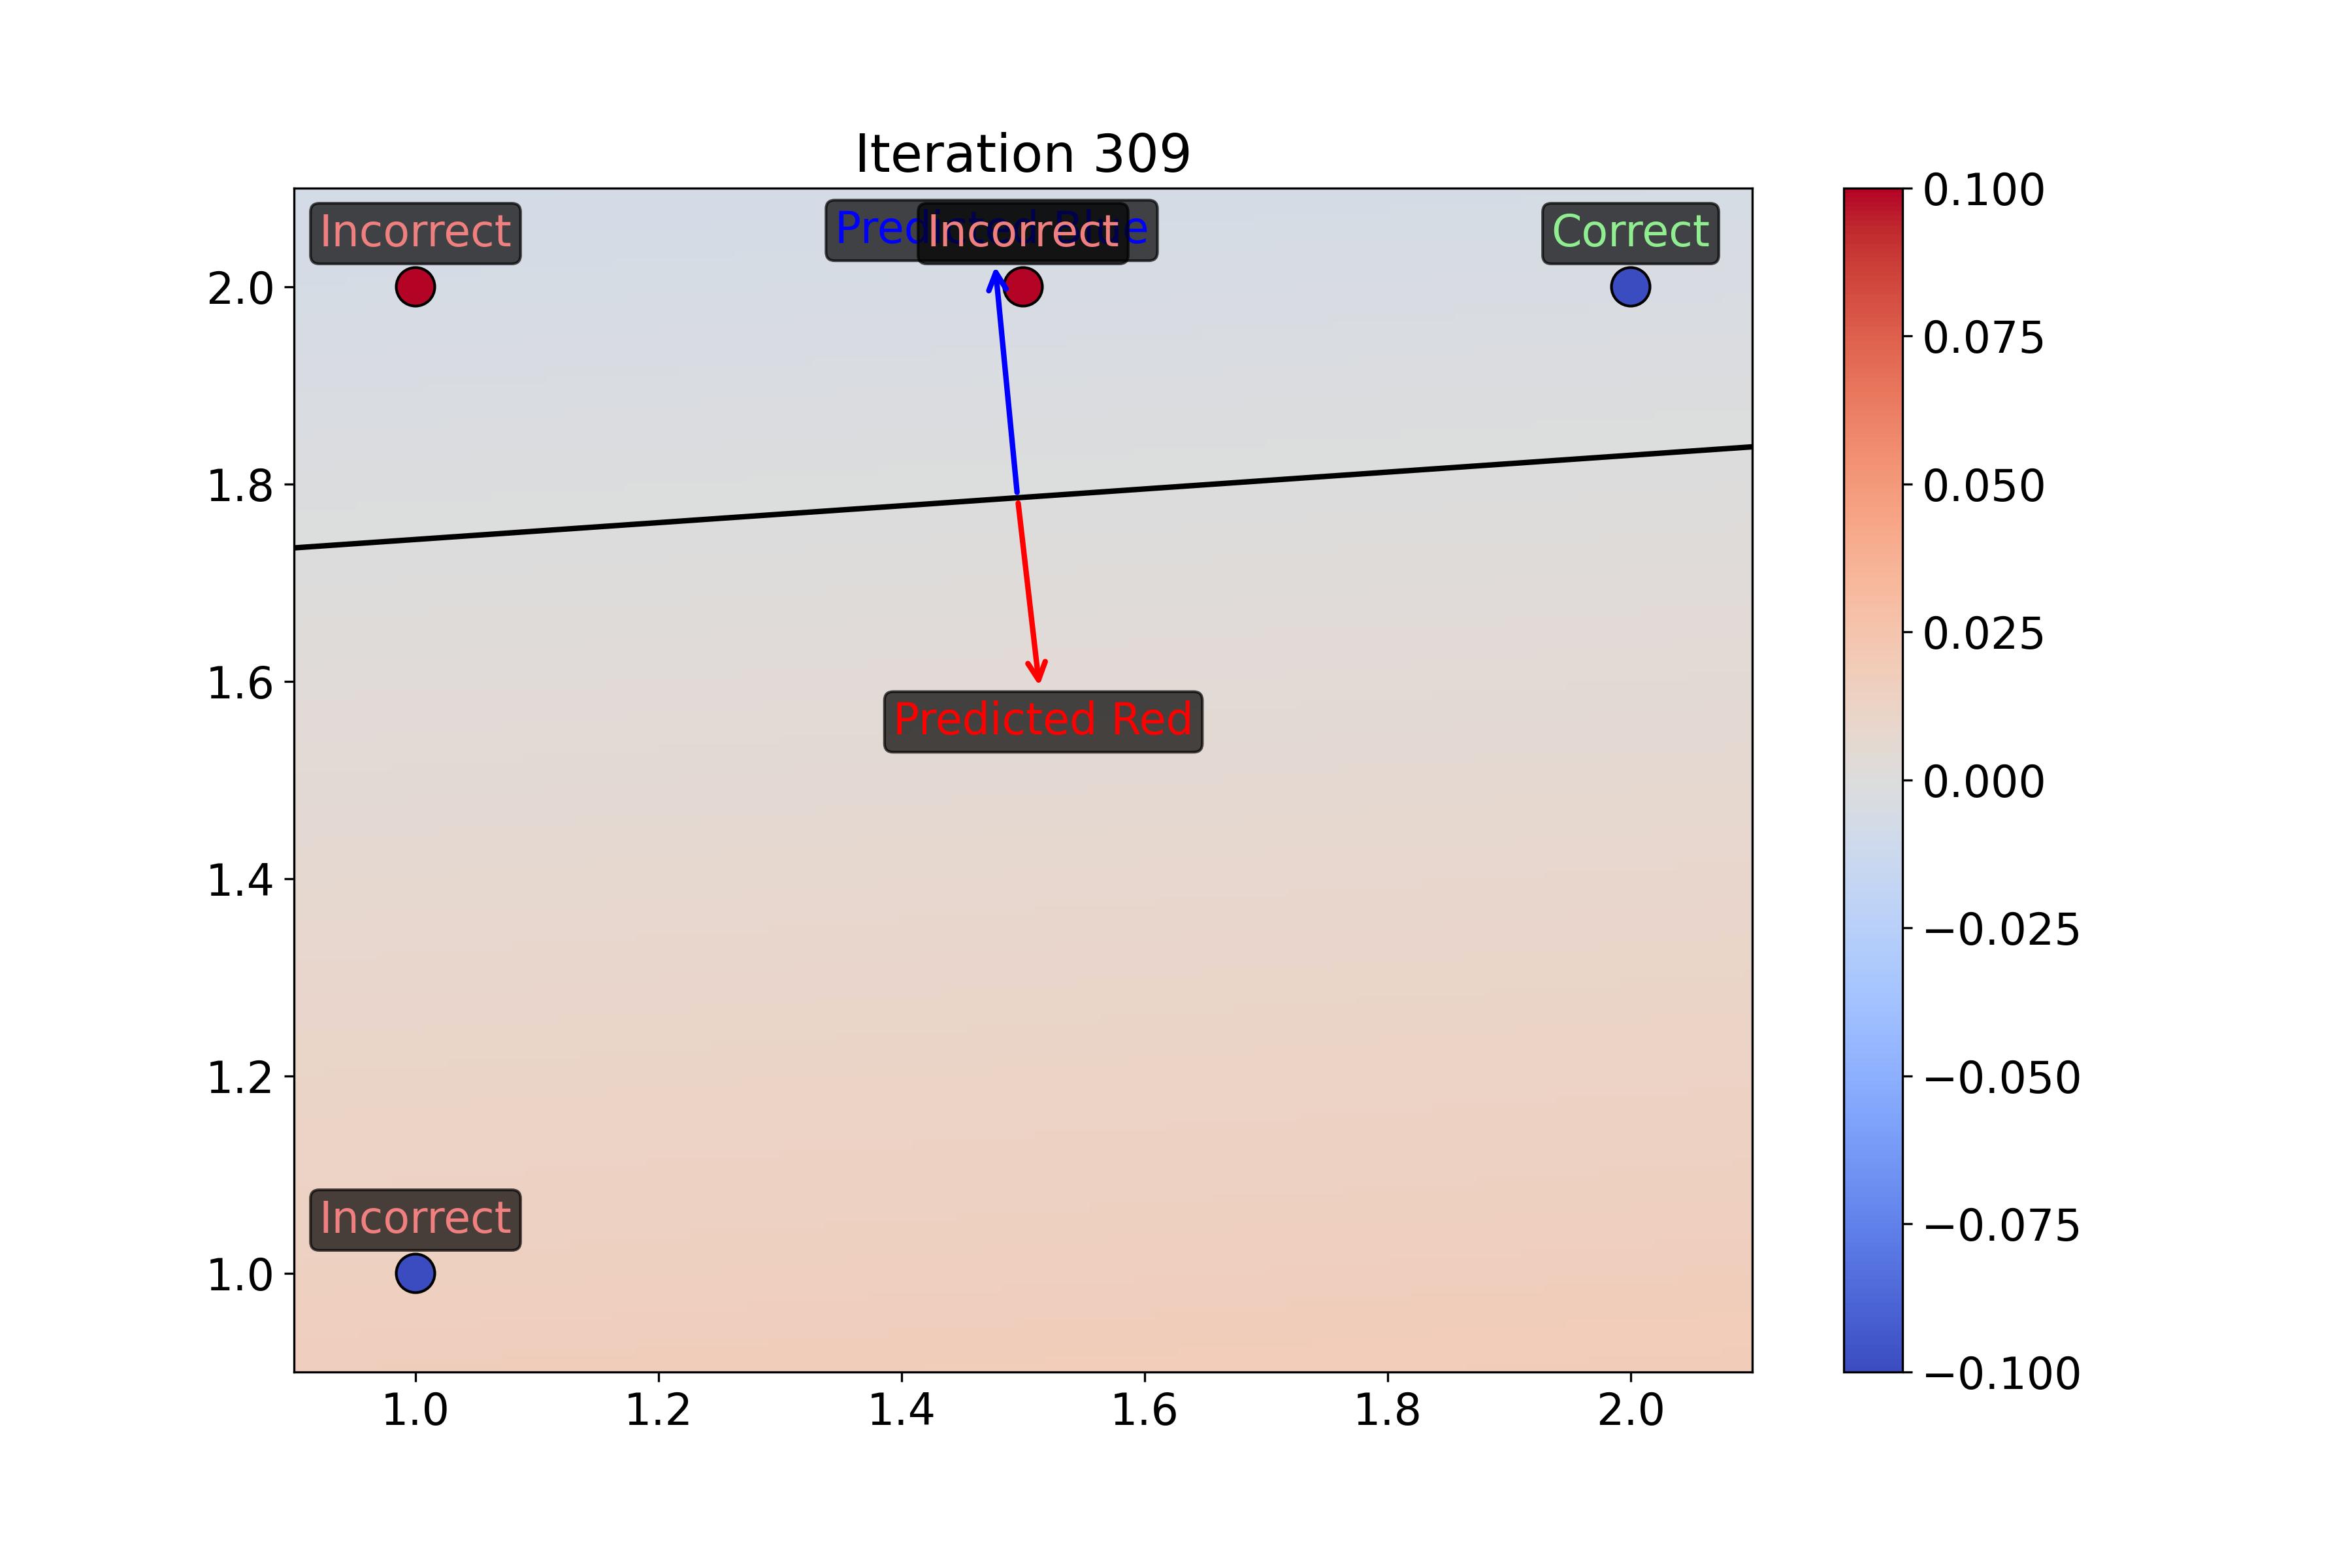 Iteration 309
0.100
Incorrect
Predicted Blue
Incorrect
Correct
2.0
0.075
1.8
0.050
1.6
0.025
Predicted Red
0.000
1.4
−0.025
1.2
−0.050
Incorrect
−0.075
1.0
−0.100
1.0 1.2 1.4 1.6 1.8 2.0